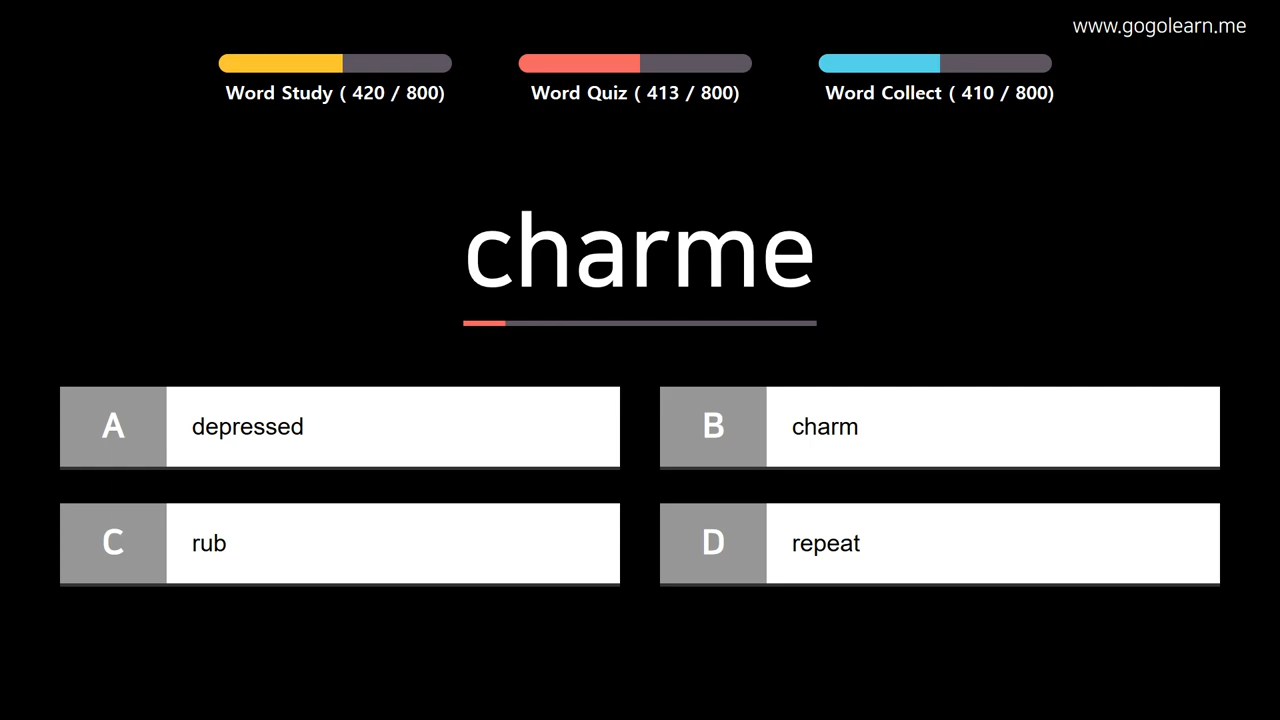 www.gogolearn.me
Word Study ( 420 / 800)
Word Quiz ( 413 / 800)
Word Collect ( 410 / 800)
charme
A depressed
B charm
C rub
D repeat